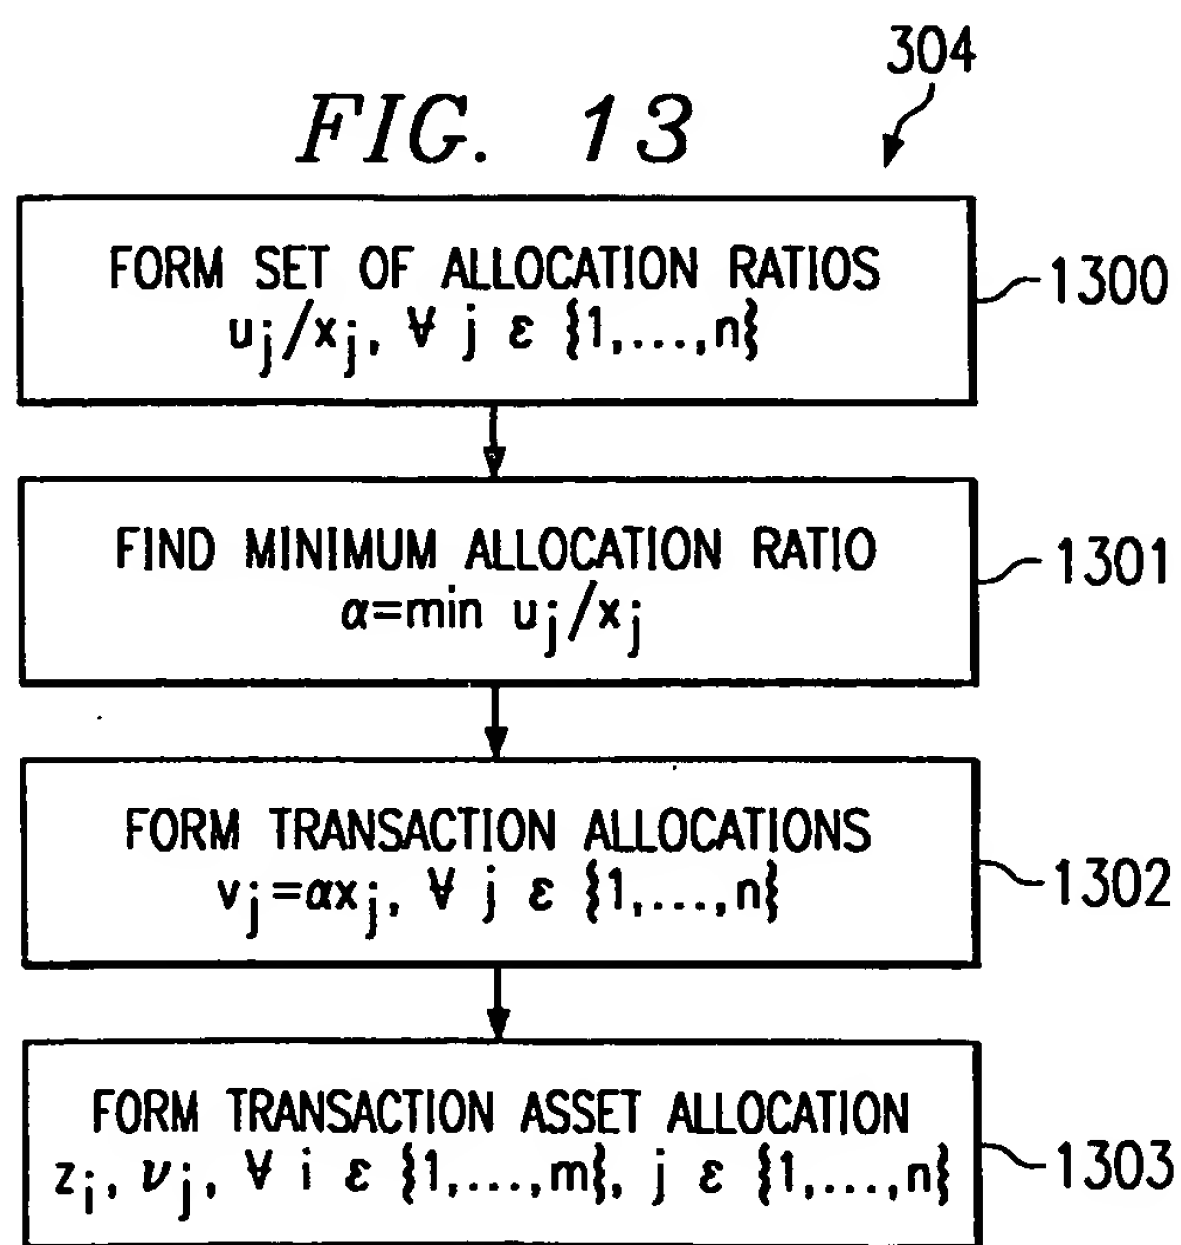 304
FIG. 13
FORM SET OF ALLOCATION RATIOS
uj/xj, ∀ j ε {1,...,n}
1300
FIND MINIMUM ALLOCATION RATIO
α=min uj/xj
1301
FORM TRANSACTION ALLOCATIONS
vj=αxj, ∀ j ε {1,...,n}
1302
FORM TRANSACTION ASSET ALLOCATION
zi, νj, ∀ i ε {1,...,m}, j ε {1,...,n}
1303